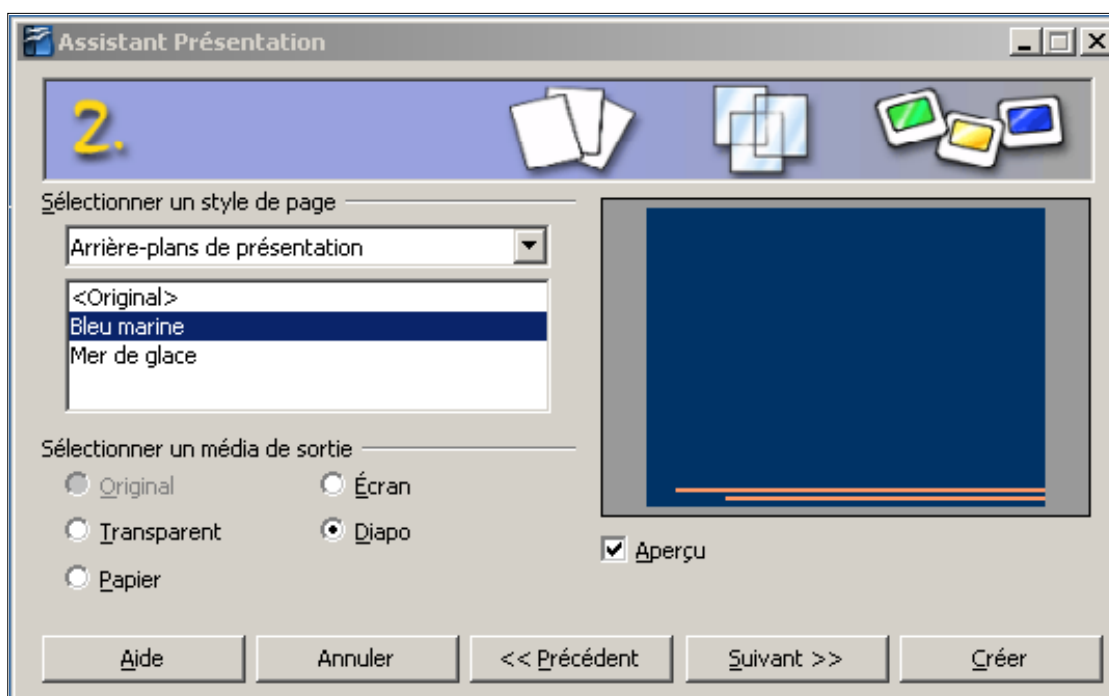 Assistant Présentation
2.
Sélectionner un style de page
Arrière-plans de présentation
<Original>
Bleu marine
Mer de glace
Sélectionner un média de sortie
Original
Écran
Transparent
Diapo
Papier
Aperçu
Aide
Annuler
<< Précédent
Suivant >>
Créer